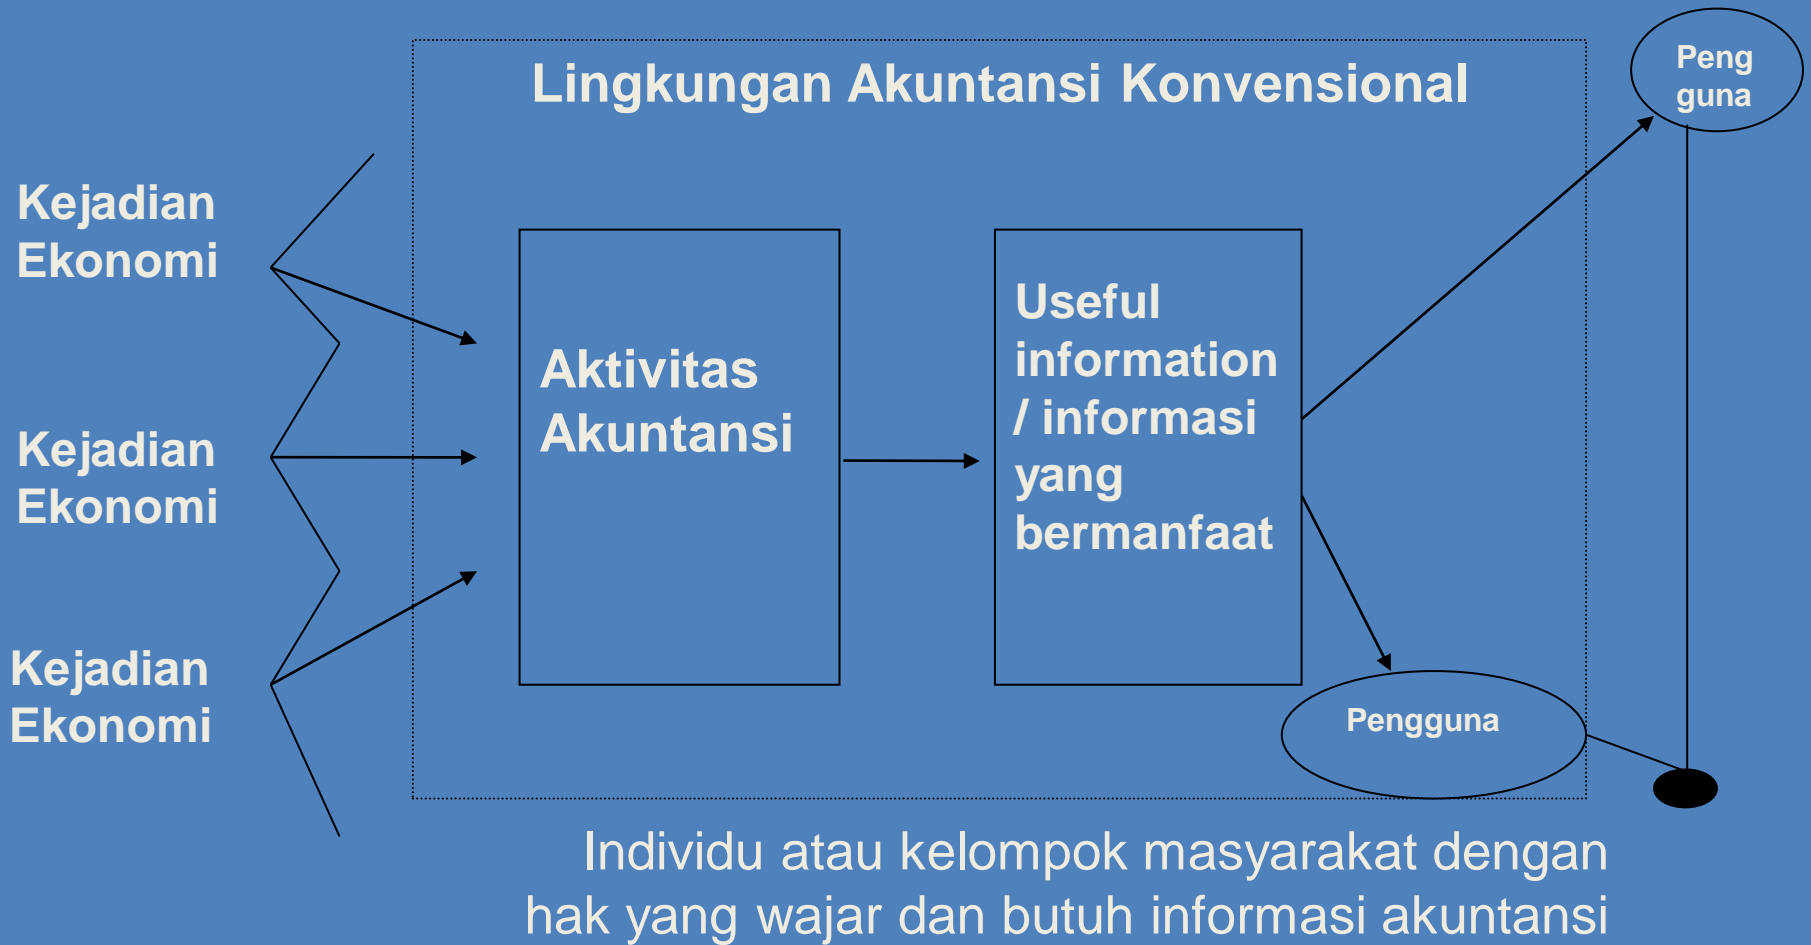 Lingkungan Akuntansi Konvensional
Peng
guna
Kejadian
Ekonomi
Kejadian
Ekonomi
Kejadian
Ekonomi
Aktivitas
Akuntansi
Useful
information
/ informasi
yang
bermanfaat
Pengguna
Individu atau kelompok masyarakat dengan
hak yang wajar dan butuh informasi akuntansi